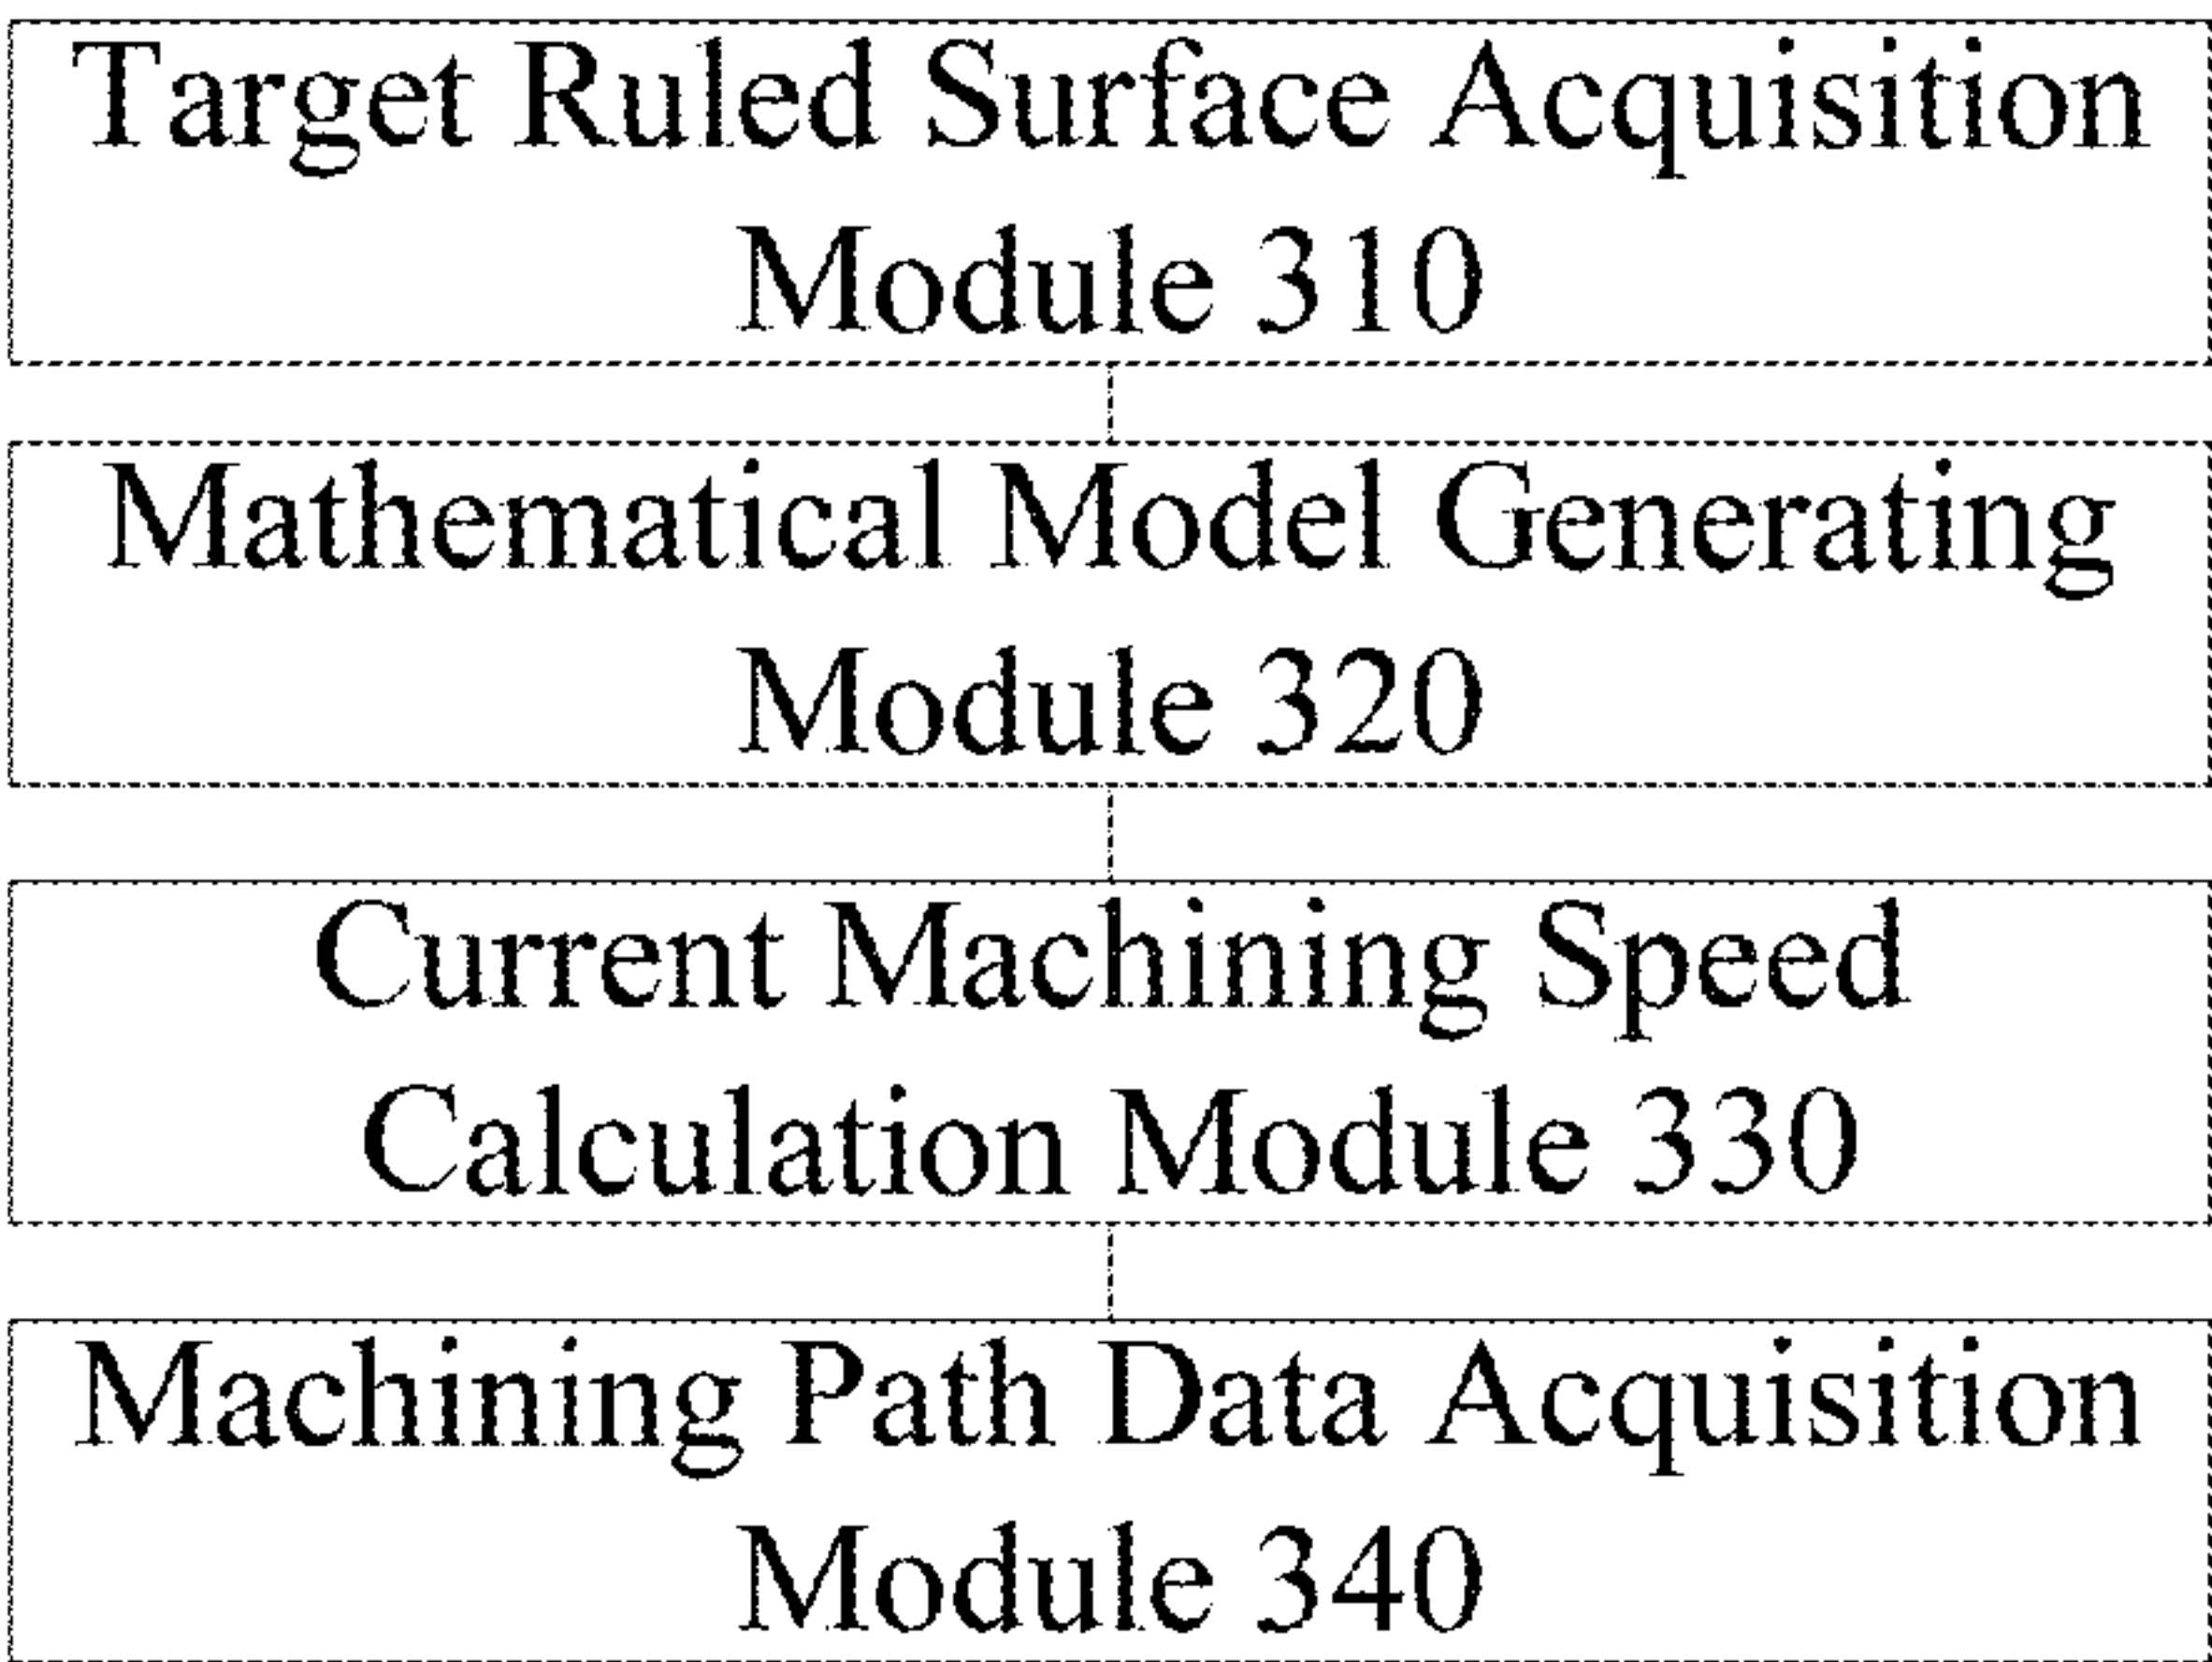 Target Ruled Surface Acquisition
Module 310
Mathematical Model Generating
Module 320
Current Machining Speed
Calculation Module 330
Machining Path Data Acquisition
Module 340